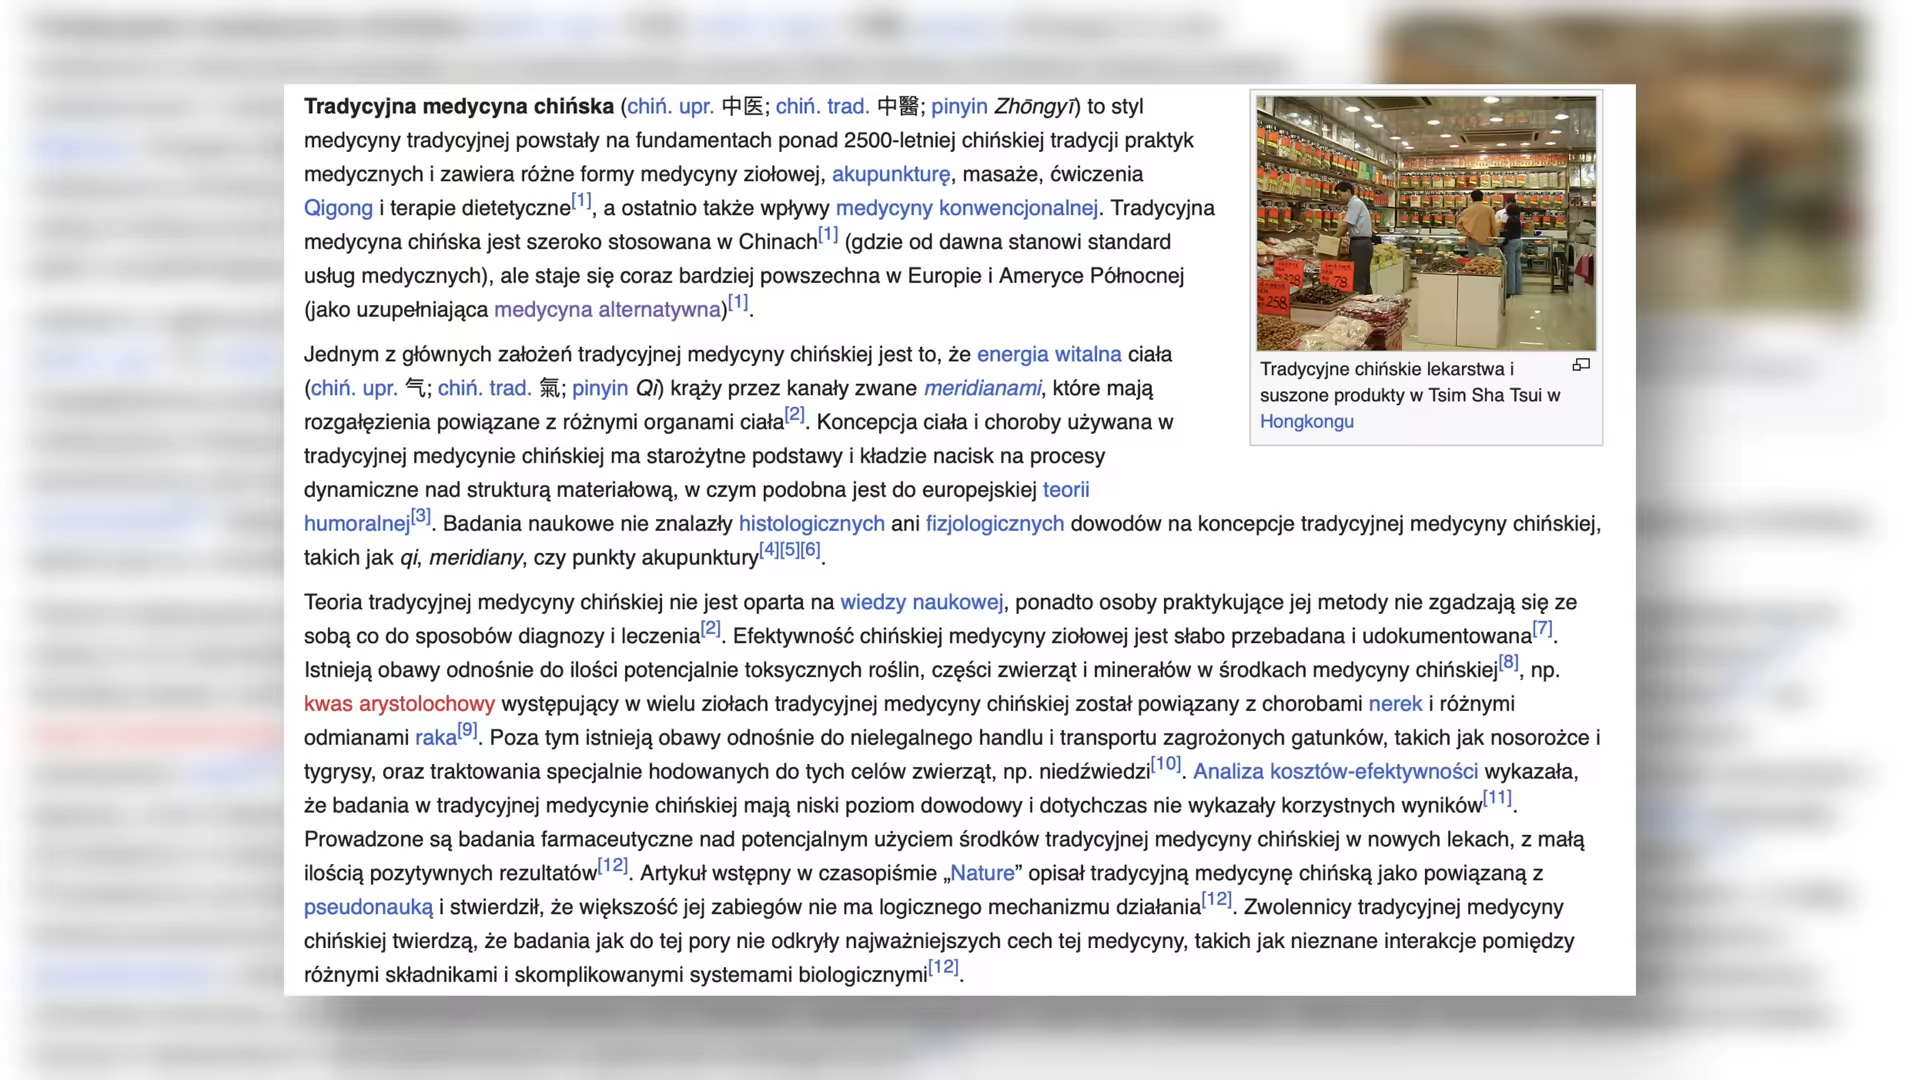 Tradycyjna medycyna chińska (chiń. upr. 中医; chiń. trad. 中醫; pinyin Zhōngyī) to styl
medycyny tradycyjnej powstały na fundamentach ponad 2500-letniej chińskiej tradycji praktyk
medycznych i zawiera różne formy medycyny ziołowej, akupunkturę, masaże, ćwiczenia
Qigong i terapie dietetyczne[1], a ostatnio także wpływy medycyny konwencjonalnej. Tradycyjna
medycyna chińska jest szeroko stosowana w Chinach[1] (gdzie od dawna stanowi standard
usług medycznych), ale staje się coraz bardziej powszechna w Europie i Ameryce Północnej
(jako uzupełniająca medycyna alternatywna)[1].
Jednym z głównych założeń tradycyjnej medycyny chińskiej jest to, że energia witalna ciała
(chiń. upr. 气; chiń. trad. 氣; pinyin Qi) krąży przez kanały zwane meridianami, które mają
rozgałęzienia powiązane z różnymi organami ciała[2]. Koncepcja ciała i choroby używana w
tradycyjnej medycynie chińskiej ma starożytne podstawy i kładzie nacisk na procesy
dynamiczne nad strukturą materiałową, w czym podobna jest do europejskiej teorii
humoralnej[3]. Badania naukowe nie znalazły histologicznych ani fizjologicznych dowodów na koncepcje tradycyjnej medycyny chińskiej,
takich jak qi, meridiany, czy punkty akupunktury[4][5][6].
Teoria tradycyjnej medycyny chińskiej nie jest oparta na wiedzy naukowej, ponadto osoby praktykujące jej metody nie zgadzają się ze
sobą co do sposobów diagnozy i leczenia[2]. Efektywność chińskiej medycyny ziołowej jest słabo przebadana i udokumentowana[7].
Istnieją obawy odnośnie do ilości potencjalnie toksycznych roślin, części zwierząt i minerałów w środkach medycyny chińskiej[8], np.
kwas arystolochowy występujący w wielu ziołach tradycyjnej medycyny chińskiej został powiązany z chorobami nerek i różnymi
odmianami raka[9]. Poza tym istnieją obawy odnośnie do nielegalnego handlu i transportu zagrożonych gatunków, takich jak nosorożce i
tygrysy, oraz traktowania specjalnie hodowanych do tych celów zwierząt, np. niedźwiedzi[10]. Analiza kosztów-efektywności wykazała,
że badania w tradycyjnej medycynie chińskiej mają niski poziom dowodowy i dotychczas nie wykazały korzystnych wyników[11].
Prowadzone są badania farmaceutyczne nad potencjalnym użyciem środków tradycyjnej medycyny chińskiej w nowych lekach, z małą
ilością pozytywnych rezultatów[12]. Artykuł wstępny w czasopiśmie „Nature” opisał tradycyjną medycynę chińską jako powiązaną z
pseudonauką i stwierdził, że większość jej zabiegów nie ma logicznego mechanizmu działania[12]. Zwolennicy tradycyjnej medycyny
chińskiej twierdzą, że badania jak do tej pory nie odkryły najważniejszych cech tej medycyny, takich jak nieznane interakcje pomiędzy
różnymi składnikami i skomplikowanymi systemami biologicznymi[12].
78
258
Tradycyjne chińskie lekarstwa i
suszone produkty w Tsim Sha Tsui w
Hongkongu